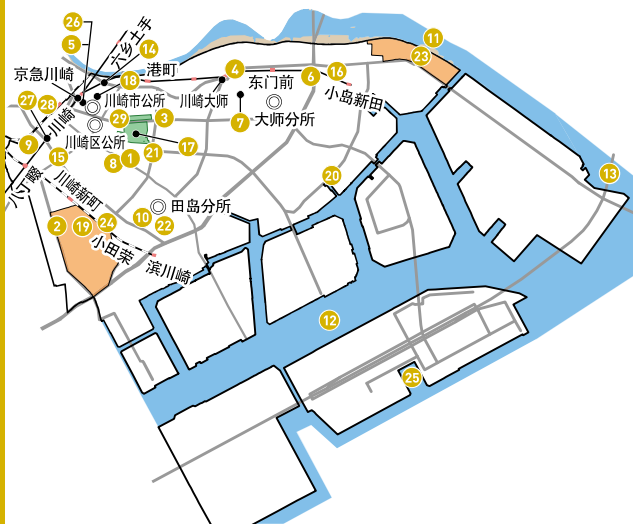 26
5
六乡土手
14
11
23
京急川崎
港町
18
4
东门前
6
16
27
28
川崎
川崎市公所
川崎大师
小岛新田
29
3
7
大师分所
9
川崎区公所
17
15
8
1
21
八丁畷
川崎新町
20
13
2
19
24
10
22
田岛分所
小田荣
滨川崎
12
25